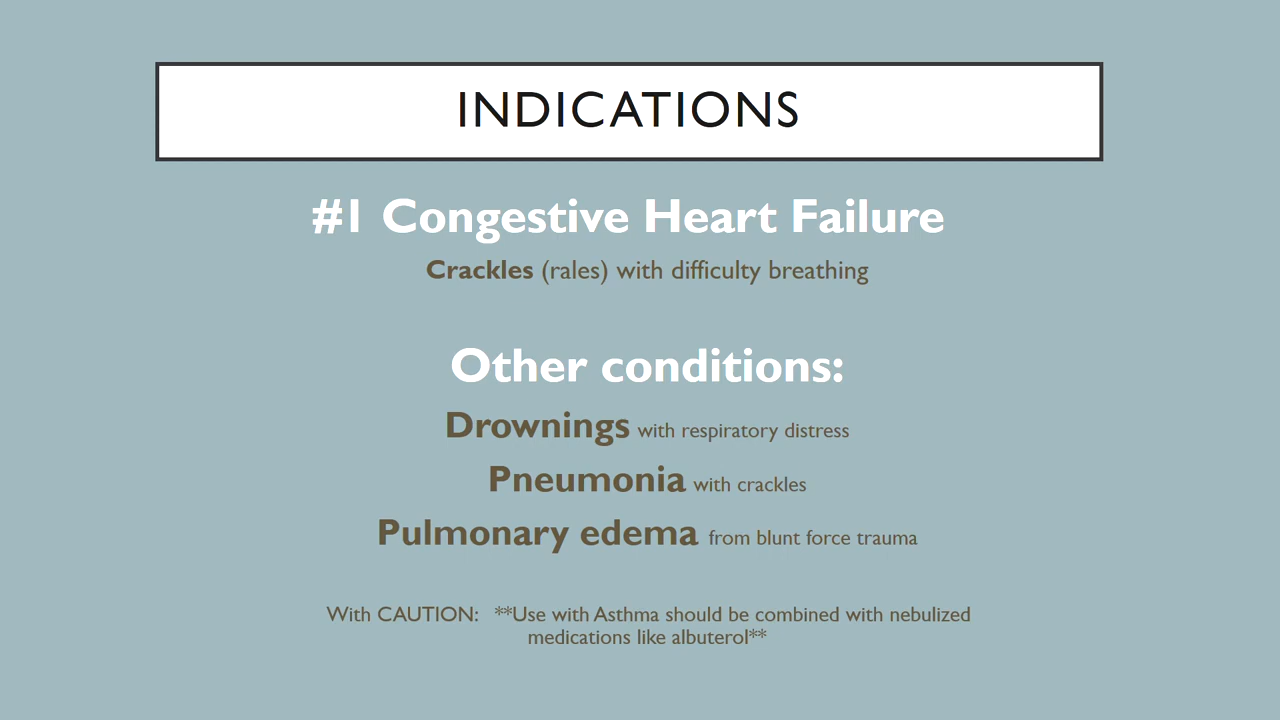 INDICATIONS
#1 Congestive Heart Failure
Crackles (rales) with difficulty breathing
Other conditions:
Drownings with respiratory distress
Pneumonia with crackles
Pulmonary edema from blunt force trauma
With CAUTION: **Use with Asthma should be combined with nebulized
medications like albuterol**